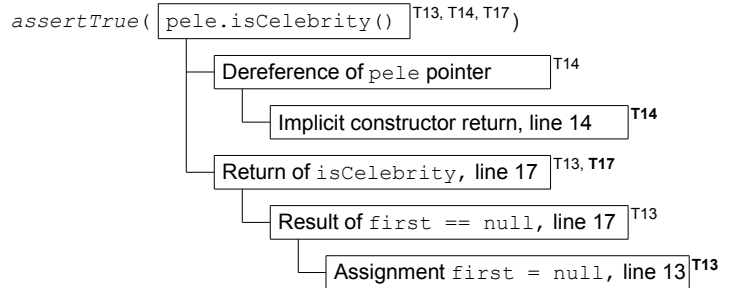 assertTrue( pele.isCelebrity() T13, T14, T17)
Dereference of pele pointer T14
Implicit constructor return, line 14 T14
Return of isCelebrity, line 17 T13, T17
Result of first == null, line 17 T13
Assignment first = null, line 13 T13